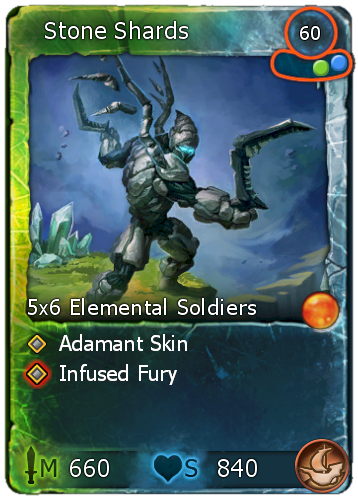 Stone Shards
60
5x6 Elemental Soldiers
Adamant Skin
Infused Fury
M 660 S 840